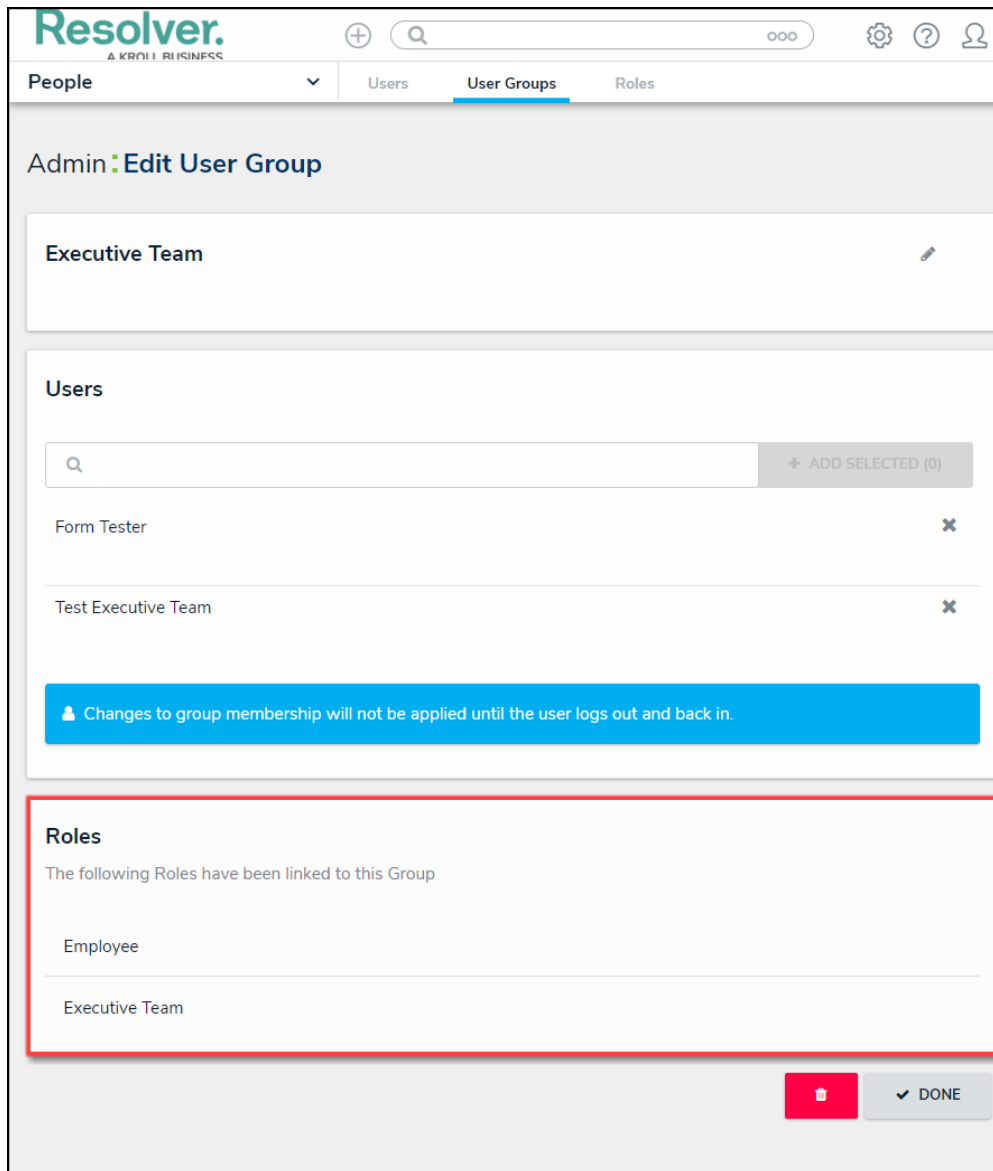 Resolver.
A KROLL BUSINESS
People
Users
User Groups
Roles
Admin:Edit User Group
Executive Team
Users
+ ADD SELECTED (0)
Form Tester
Test Executive Team
Changes to group membership will not be applied until the user logs out and back in.
Roles
The following Roles have been linked to this Group
Employee
Executive Team
DONE